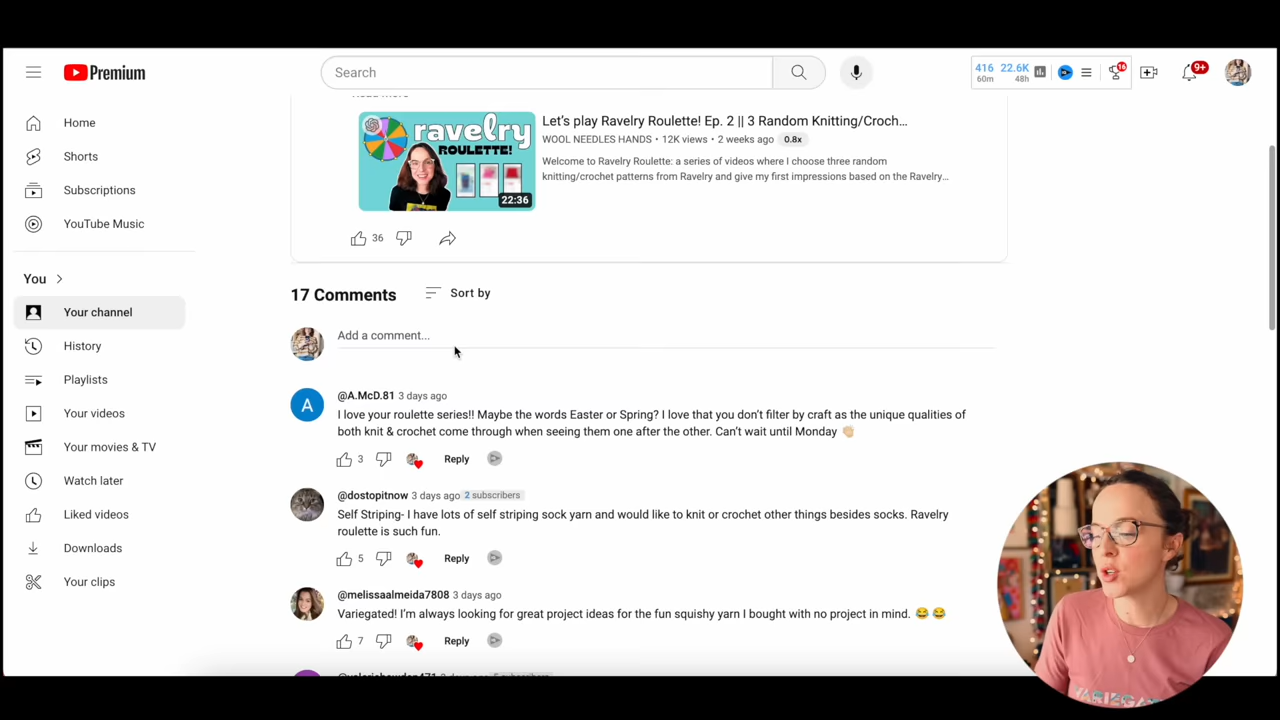 Premium
Search
416 22.6K
60m 48h
16
9+
Home
Shorts
Subscriptions
YouTube Music
You
Your channel
History
Playlists
Your videos
Your movies & TV
Watch later
Liked videos
Downloads
Your clips
Read more
ravelry
ROULETTE!
22:36
Let's play Ravelry Roulette! Ep. 2 || 3 Random Knitting/Croch...
WOOL NEEDLES HANDS • 12K views • 2 weeks ago 0.8x
Welcome to Ravelry Roulette: a series of videos where I choose three random
knitting/crochet patterns from Ravelry and give my first impressions based on the Ravelry...
36
17 Comments Sort by
Add a comment...
A
@A.McD.81 3 days ago
I love your roulette series!! Maybe the words Easter or Spring? I love that you don't filter by craft as the unique qualities of
both knit & crochet come through when seeing them one after the other. Can't wait until Monday 👏🏼
3 Reply
@dostopitnow 3 days ago 2 subscribers
Self Striping- I have lots of self striping sock yarn and would like to knit or crochet other things besides socks. Ravelry
roulette is such fun.
5 Reply
@melissaalmeida7808 3 days ago
Variegated! I'm always looking for great project ideas for the fun squishy yarn I bought with no project in mind. 😂 😂
7 Reply